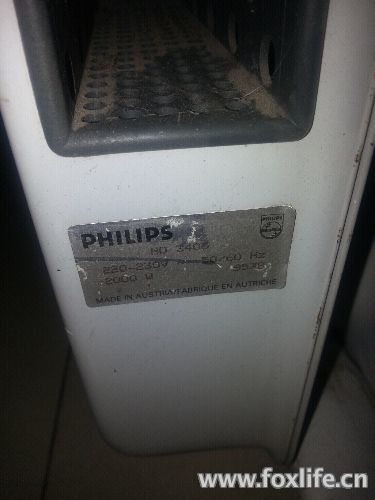 PHILIPS
PHILIPS
HD 3406
220-230V 50/60 Hz
2000 W
MADE IN AUSTRIA/FABRIQUE EN AUTRICHE
www.foxlife.cn